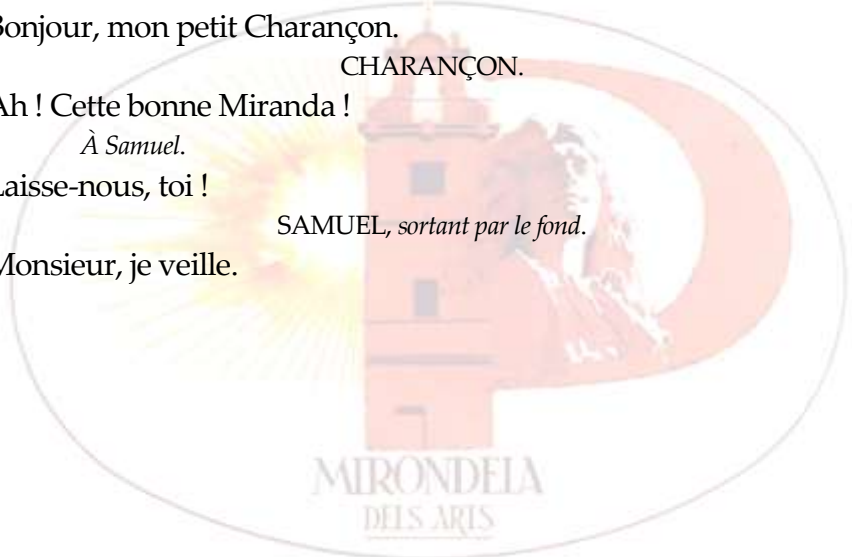 Bonjour, mon petit Charançon.
CHARANÇON.
Ah ! Cette bonne Miranda !
À Samuel.
Laisse-nous, toi !
SAMUEL, sortant par le fond.
Monsieur, je veille.
MIRONDELA
DELS ARTS